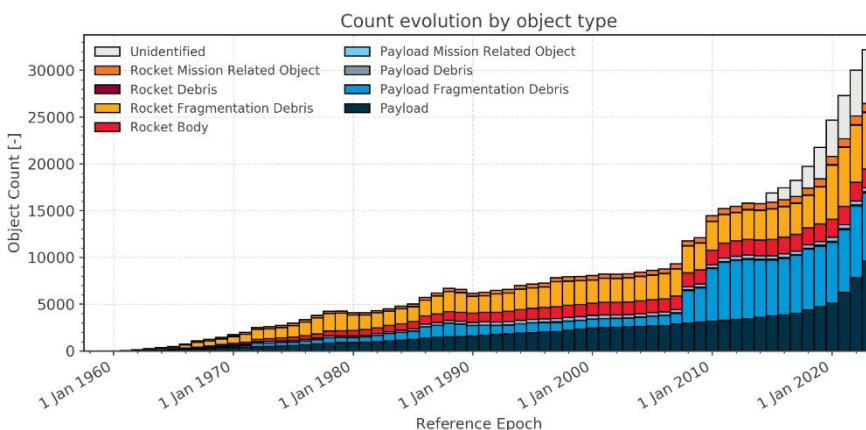 Count evolution by object type
Unidentified
Rocket Mission Related Object
Rocket Debris
Rocket Fragmentation Debris
Rocket Body
Payload Mission Related Object
Payload Debris
Payload Fragmentation Debris
Payload
Object Count [-]
30000
25000
20000
15000
10000
5000
0
1 Jan 1960
1 Jan 1970
1 Jan 1980
1 Jan 1990
1 Jan 2000
1 Jan 2010
1 Jan 2020
Reference Epoch